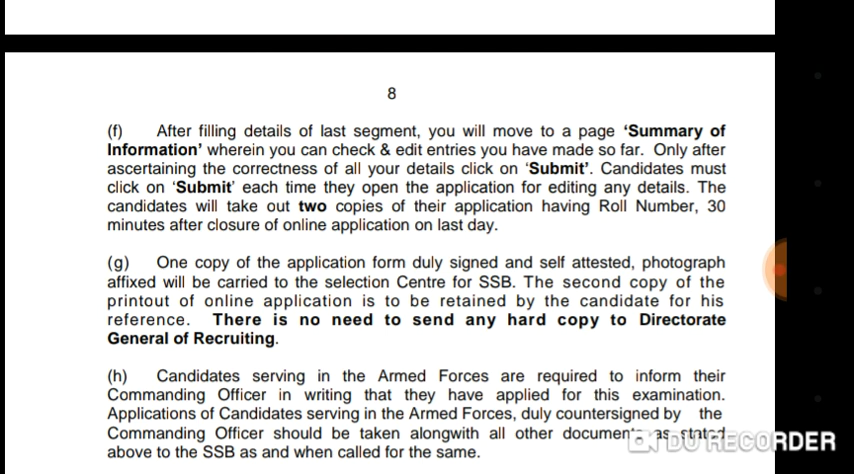 8
(f) After filling details of last segment, you will move to a page ‘Summary of
Information’ wherein you can check & edit entries you have made so far. Only after
ascertaining the correctness of all your details click on ‘Submit’. Candidates must
click on ‘Submit’ each time they open the application for editing any details. The
candidates will take out two copies of their application having Roll Number, 30
minutes after closure of online application on last day.
(g) One copy of the application form duly signed and self attested, photograph
affixed will be carried to the selection Centre for SSB. The second copy of the
printout of online application is to be retained by the candidate for his
reference. There is no need to send any hard copy to Directorate
General of Recruiting.
(h) Candidates serving in the Armed Forces are required to inform their
Commanding Officer in writing that they have applied for this examination.
Applications of Candidates serving in the Armed Forces, duly countersigned by the
Commanding Officer should be taken alongwith all other documents as stated
above to the SSB as and when called for the same.
DU RECORDER